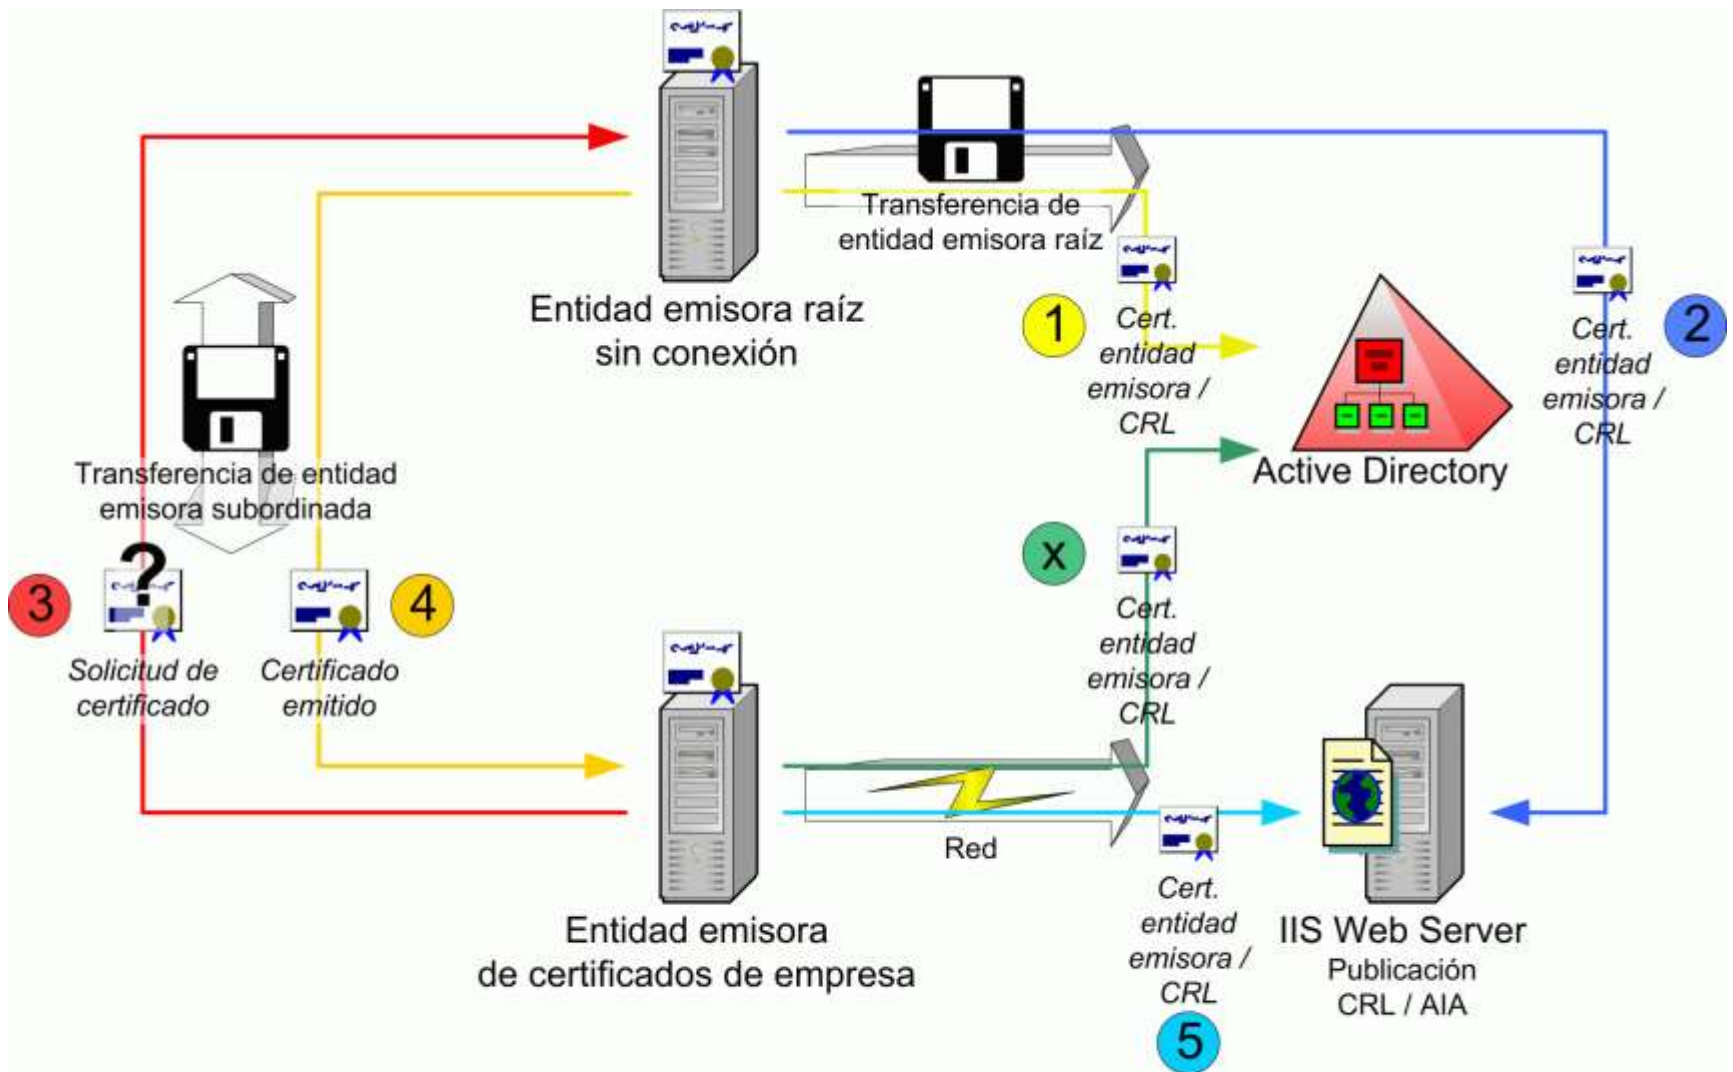 Transferencia de
entidad emisora raíz
Entidad emisora raíz
sin conexión
1
Cert.
entidad
emisora /
CRL
2
Cert.
entidad
emisora /
CRL
Active Directory
Transferencia de entidad
emisora subordinada
3
?
Solicitud de
certificado
4
Certificado
emitido
x
Cert.
entidad
emisora /
CRL
Red
Entidad emisora
de certificados de empresa
Cert.
entidad
emisora /
CRL
5
IIS Web Server
Publicación
CRL / AIA